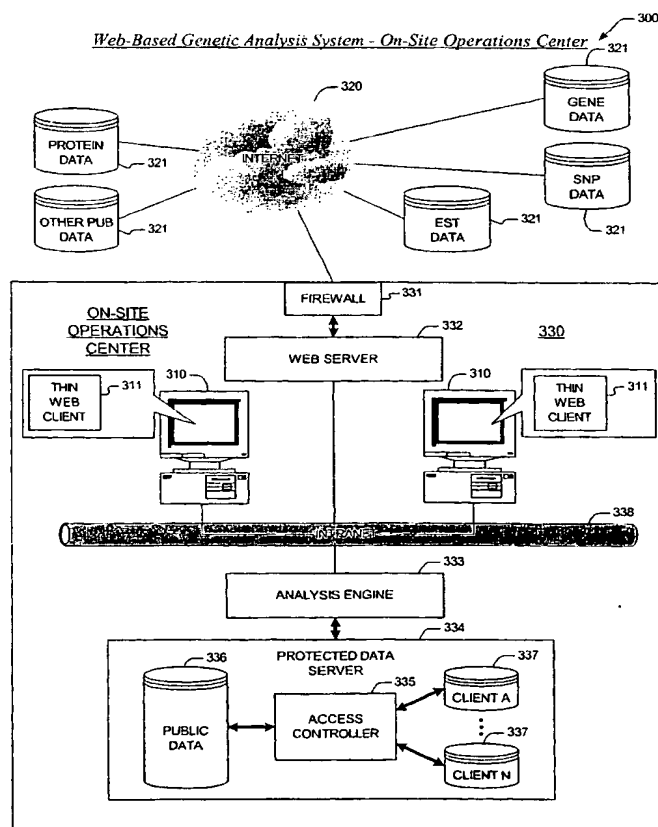 300
Web-Based Genetic Analysis System - On-Site Operations Center
321
320
GENE
DATA
PROTEIN
DATA
321
INTERNET
SNP
DATA
321
OTHER PUB
DATA
321
EST
DATA
321
FIREWALL
331
ON-SITE
OPERATIONS
CENTER
332
330
WEB SERVER
THIN
WEB
CLIENT
311
310
310
THIN
WEB
CLIENT
311
338
333
ANALYSIS ENGINE
334
PROTECTED DATA
SERVER
336
PUBLIC
DATA
335
ACCESS
CONTROLLER
337
CLIENT A
337
CLIENT N